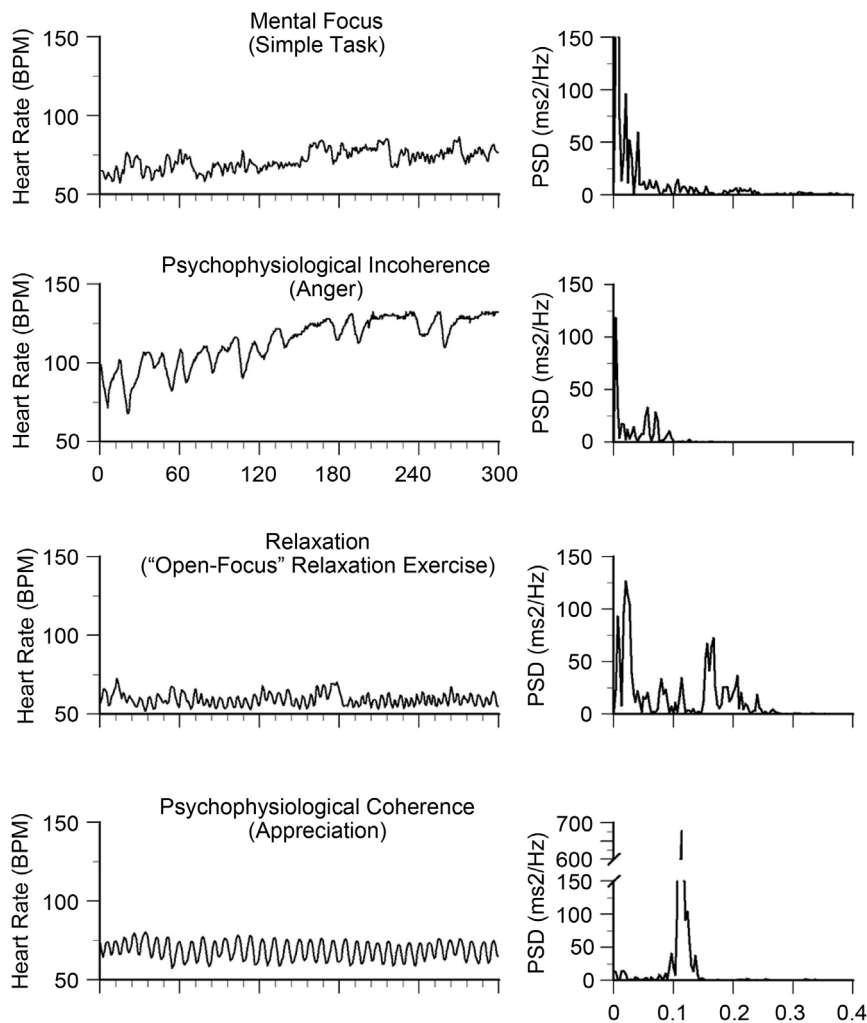 Mental Focus
(Simple Task)
Heart Rate (BPM)
150
100
50
PSD (ms2/Hz)
150
100
50
0
Psychophysiological Incoherence
(Anger)
Heart Rate (BPM)
150
100
50
0 60 120 180 240 300
PSD (ms2/Hz)
150
100
50
0
Relaxation
(“Open-Focus” Relaxation Exercise)
Heart Rate (BPM)
150
100
50
PSD (ms2/Hz)
150
100
50
0
Psychophysiological Coherence
(Appreciation)
Heart Rate (BPM)
150
100
50
PSD (ms2/Hz)
700
600
150
100
50
0
0 0.1 0.2 0.3 0.4